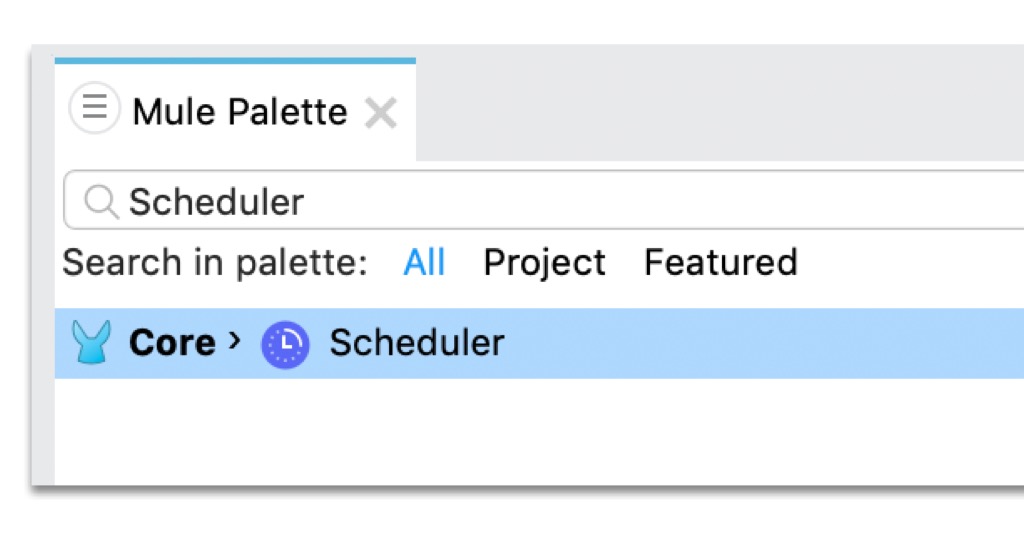 Mule Palette
Scheduler
Search in palette: All Project Featured
Core › Scheduler